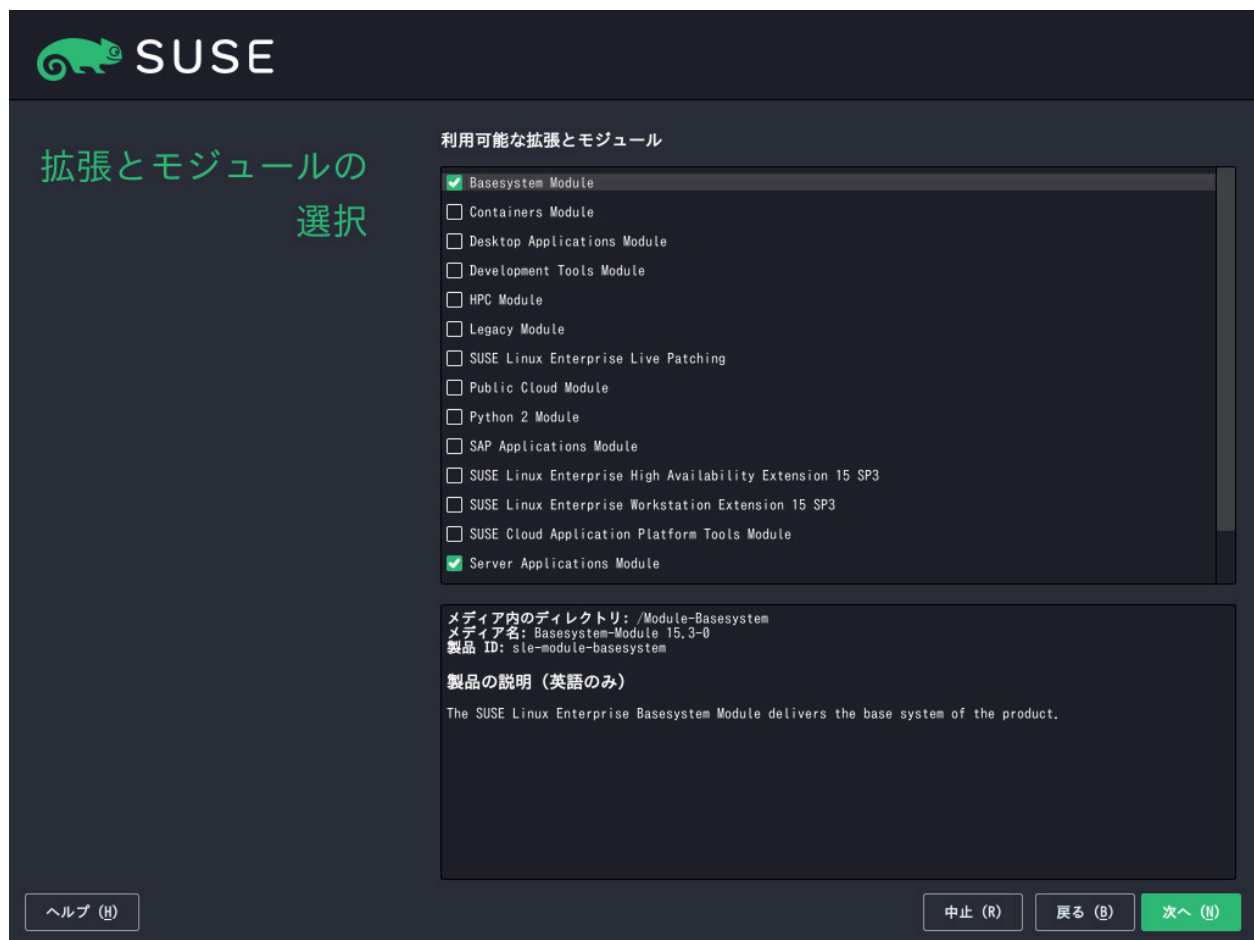 SUSE
拡張とモジュールの
選択
利用可能な拡張とモジュール
Basesystem Module
Containers Module
Desktop Applications Module
Development Tools Module
HPC Module
Legacy Module
SUSE Linux Enterprise Live Patching
Public Cloud Module
Python 2 Module
SAP Applications Module
SUSE Linux Enterprise High Availability Extension 15 SP3
SUSE Linux Enterprise Workstation Extension 15 SP3
SUSE Cloud Application Platform Tools Module
Server Applications Module
メディア内のディレクトリ: /Module-Basesystem
メディア名: Basesystem-Module 15.3-0
製品 ID: sle-module-basesystem
製品の説明（英語のみ）
The SUSE Linux Enterprise Basesystem Module delivers the base system of the product.
ヘルプ (H)
中止 (R)
戻る (B)
次へ (N)